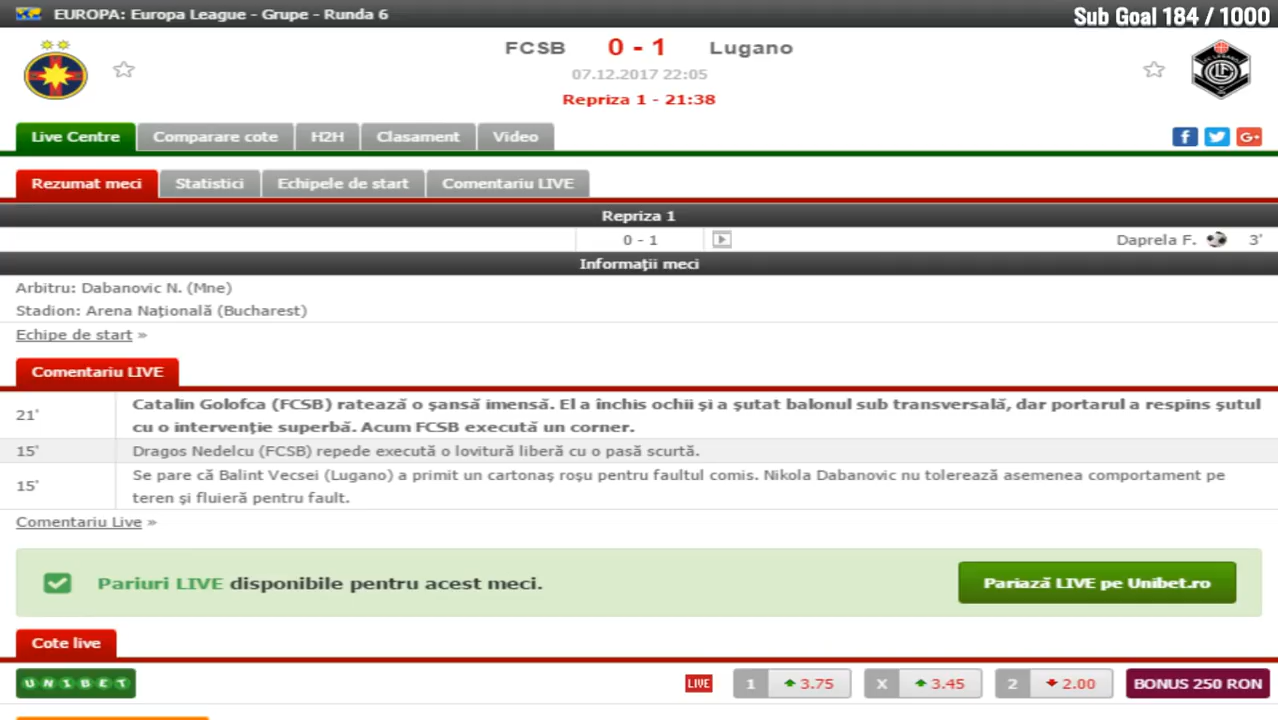 EUROPA: Europa League - Grupe - Runda 6
Sub Goal 184 / 1000
FCSB 0 - 1 Lugano
07.12.2017 22:05
Repriza 1 - 21:38
Live Centre Comparare cote H2H Clasament Video
Rezumat meci Statistici Echipele de start Comentariu LIVE
Repriza 1
0 - 1 Daprela F. 3'
Informații meci
Arbitru: Dabanovic N. (Mne)
Stadion: Arena Națională (Bucharest)
Echipe de start »
Comentariu LIVE
21' Catalin Golofca (FCSB) ratează o șansă imensă. El a închis ochii și a șutat balonul sub transversală, dar portarul a respins șutul
cu o intervenție superbă. Acum FCSB execută un corner.
15' Dragos Nedelcu (FCSB) repede execută o lovitură liberă cu o pasă scurtă.
15' Se pare că Balint Vecsei (Lugano) a primit un cartonaș roșu pentru faultul comis. Nikola Dabanovic nu tolerează asemenea comportament pe
teren și fluieră pentru fault.
Comentariu Live »
Pariuri LIVE disponibile pentru acest meci.
Pariază LIVE pe Unibet.ro
Cote live
UNIBET LIVE 1 3.75 X 3.45 2 2.00 BONUS 250 RON